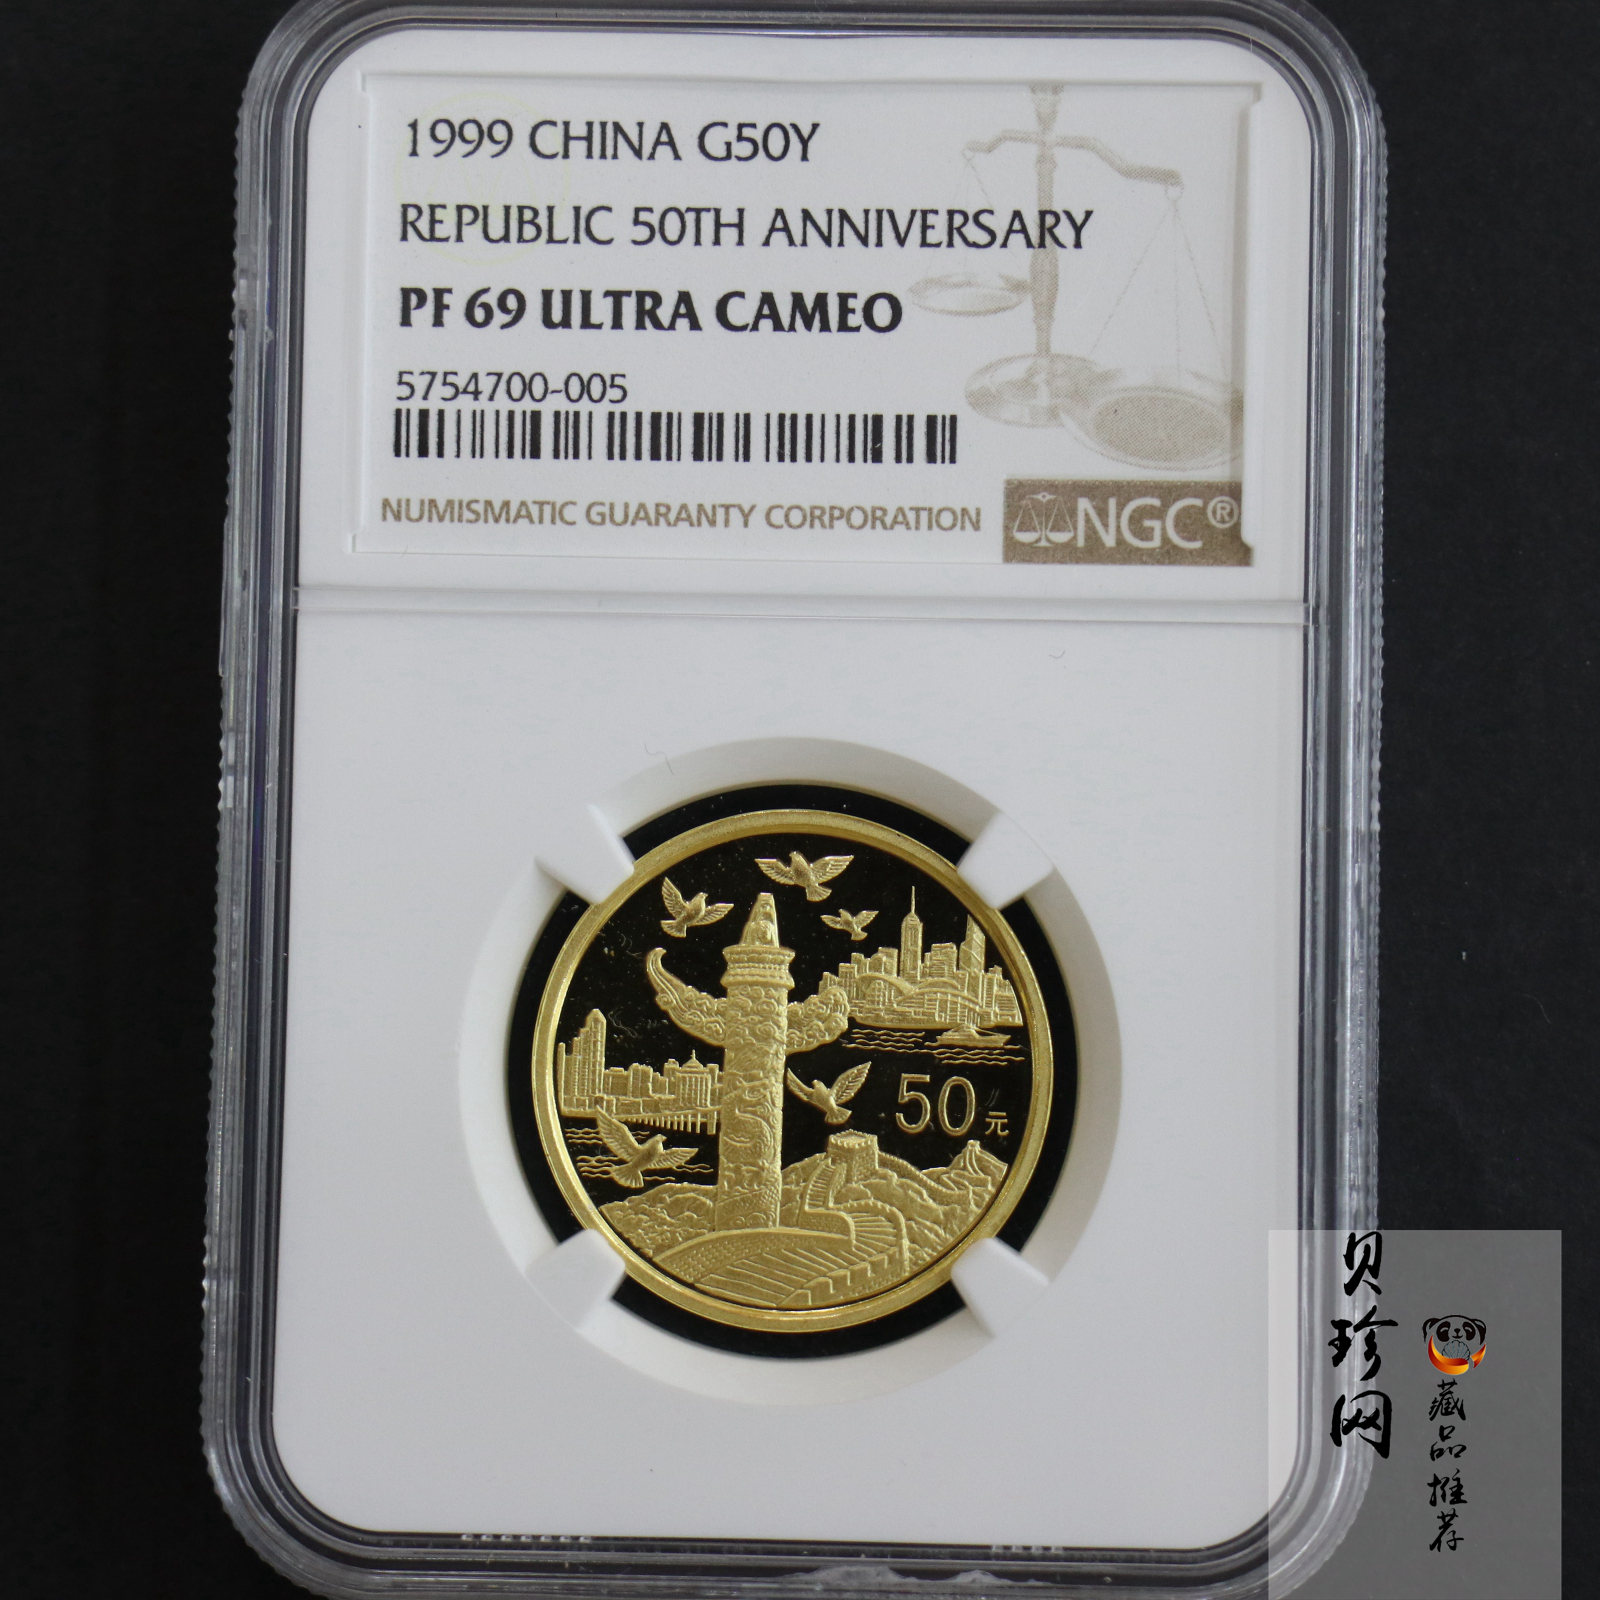 1999 CHINA G50Y
REPUBLIC 50TH ANNIVERSARY
PF 69 ULTRA CAMEO
5754700-005
NUMISMATIC GUARANTY CORPORATION
NGC®
50元
贝珍网
藏品推荐